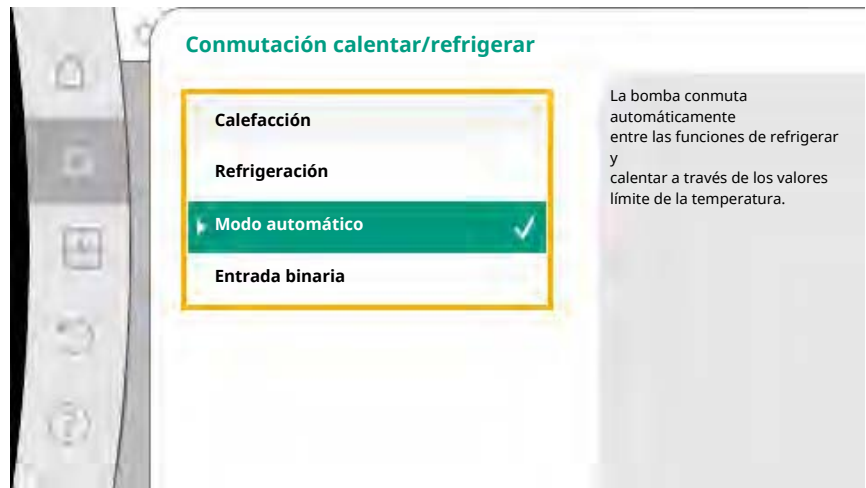 Conmutación calentar/refrigerar
Calefacción
Refrigeración
Modo automático
Entrada binaria
La bomba conmuta
automáticamente
entre las funciones de refrigerar
y
calentar a través de los valores
límite de la temperatura.